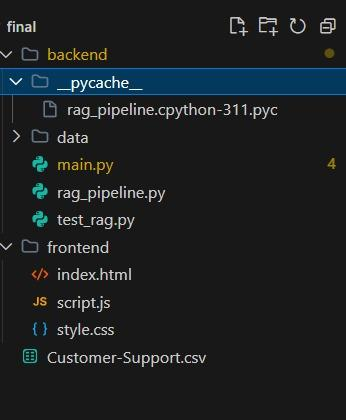 final
backend
__pycache__
rag_pipeline.cpython-311.pyc
data
main.py 4
rag_pipeline.py
test_rag.py
frontend
<> index.html
JS script.js
{ } style.css
Customer-Support.csv